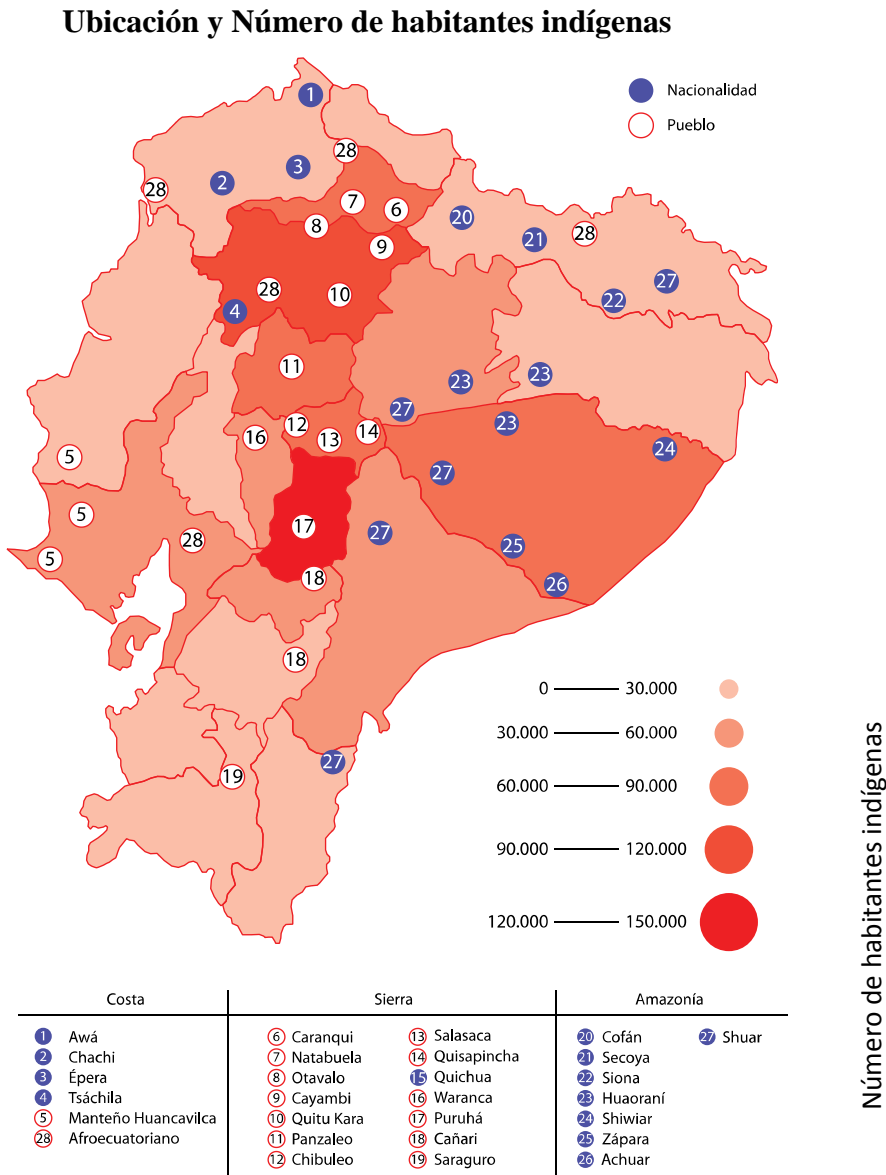 Ubicación y Número de habitantes indígenas
Nacionalidad
Pueblo
1
28
3
2
28
7
6
20
8
21
28
9
27
28
10
22
4
11
23
23
27
12
23
14
16
13
24
5
27
5
17
27
28
25
5
18
26
18
0 30.000
30.000 60.000
27
19
60.000 90.000
90.000 120.000
120.000 150.000
Número de habitantes indígenas
Costa
1 Awá
2 Chachi
3 Épera
4 Tsáchila
5 Manteño Huancavilca
28 Afroecuatoriano
Sierra
6 Caranqui
7 Natabuela
8 Otavalo
9 Cayambi
10 Quitu Kara
11 Panzaleo
12 Chibuleo
13 Salasaca
14 Quisapincha
15 Quichua
16 Waranca
17 Puruhá
18 Cañari
19 Saraguro
Amazonía
20 Cofán
21 Secoya
22 Siona
23 Huaoraní
24 Shiwiar
25 Zápara
26 Achuar
27 Shuar